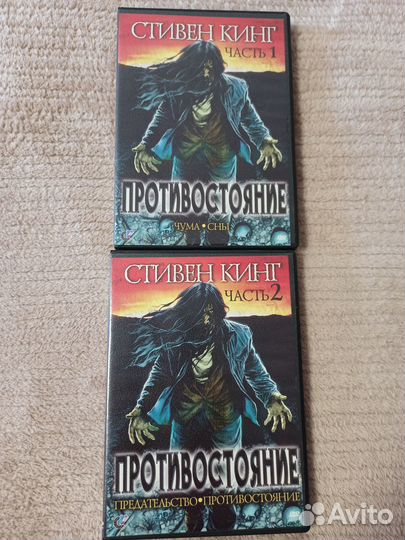 СТИВЕН КИНГ
ЧАСТЬ 1
ПРОТИВОСТОЯНИЕ
ЧУМА • СНЫ
СТИВЕН КИНГ
ЧАСТЬ 2
ПРОТИВОСТОЯНИЕ
ПРЕДАТЕЛЬСТВО • ПРОТИВОСТОЯНИЕ
Avito